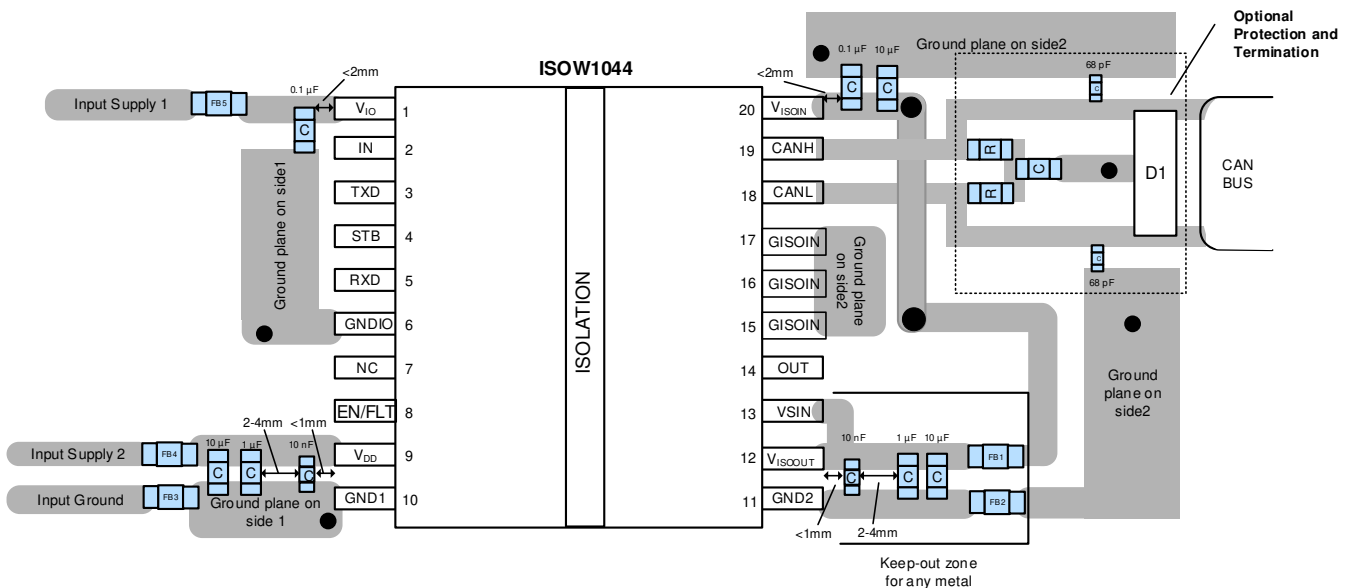 Optional
Protection and
Termination
Ground plane on side2
0.1 µF
10 µF
68 pF
ISOW1044
<2mm
<2mm
0.1 µF
Input Supply 1
FB5
C
VIO
1
20
VISOIN
C
C
C
IN
2
19
CANH
R
C
D1
CAN
BUS
TXD
3
18
CANL
R
Ground plane on side1
STB
4
17
GISOIN
Ground plane
on side2
C
68 pF
RXD
5
16
GISOIN
GNDIO
6
15
GISOIN
ISOLATION
NC
7
14
OUT
Ground
plane on
side2
EN/FLT
8
13
VSIN
2-4mm
<1mm
10 µF
1 µF
10 nF
10 nF
1 µF
10 µF
Input Supply 2
FB4
VDD
9
12
VISOOUT
FB1
C
C
C
C
C
C
Input Ground
FB3
Ground plane on
side 1
GND1
10
11
GND2
FB2
<1mm
2-4mm
Keep-out zone
for any metal